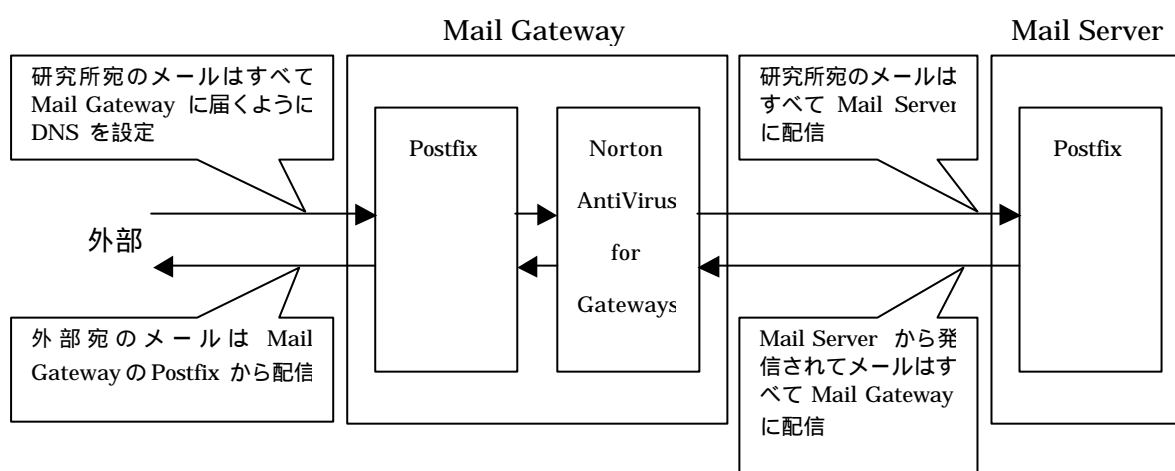 Mail Gateway
Mail Server
研究所宛のメールはすべて
Mail Gateway に届くように
DNS を設定
研究所宛のメールは
すべて Mail Server
に配信
Postfix
Norton
AntiVirus
for
Gateways
Postfix
外部
外部宛のメールは Mail
Gateway の Postfix から配信
Mail Server から発
信されてメールはす
べて Mail Gateway
に配信